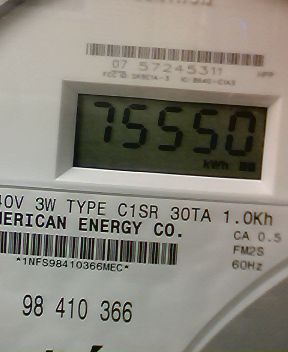 07 57245311
75550
kWh
40V 3W TYPE C1SR 30TA 1.0Kh
MERICAN ENERGY CO.
CA 0.5
FM2S
60Hz
*1NFS98410366MEC*
98 410 366